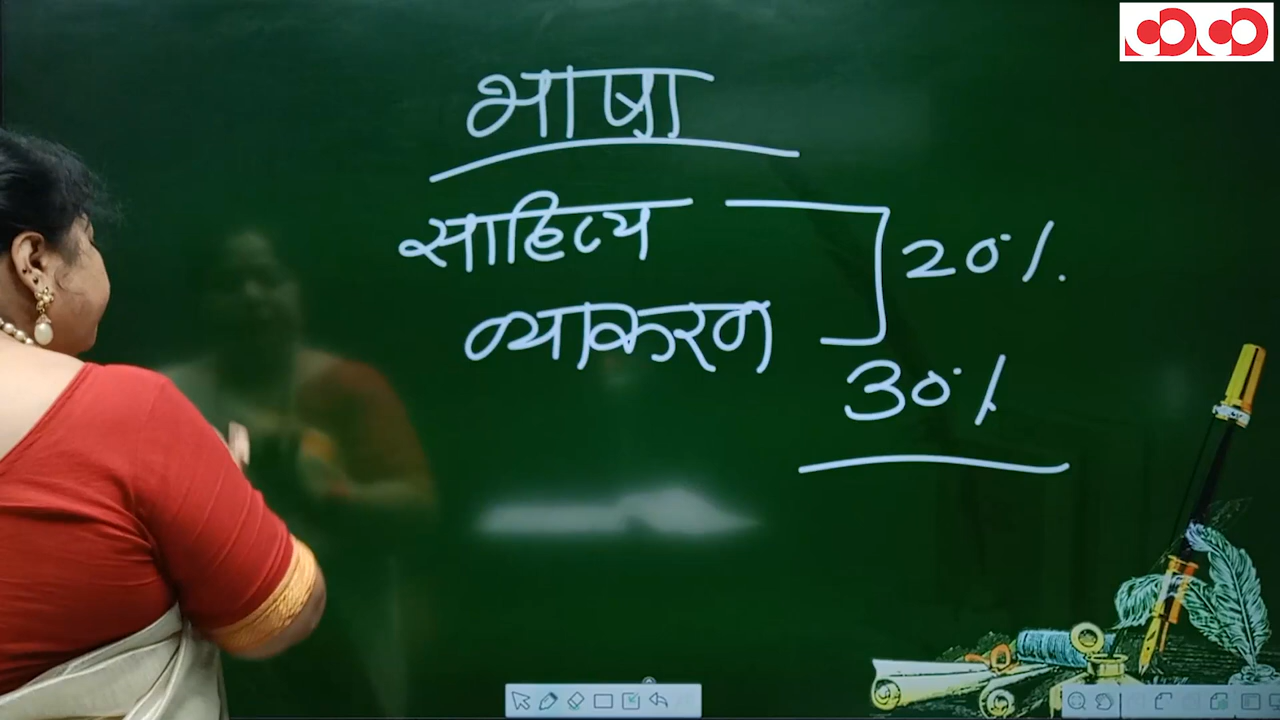 भाषा
साहित्य
20%.
व्याकरण
30%